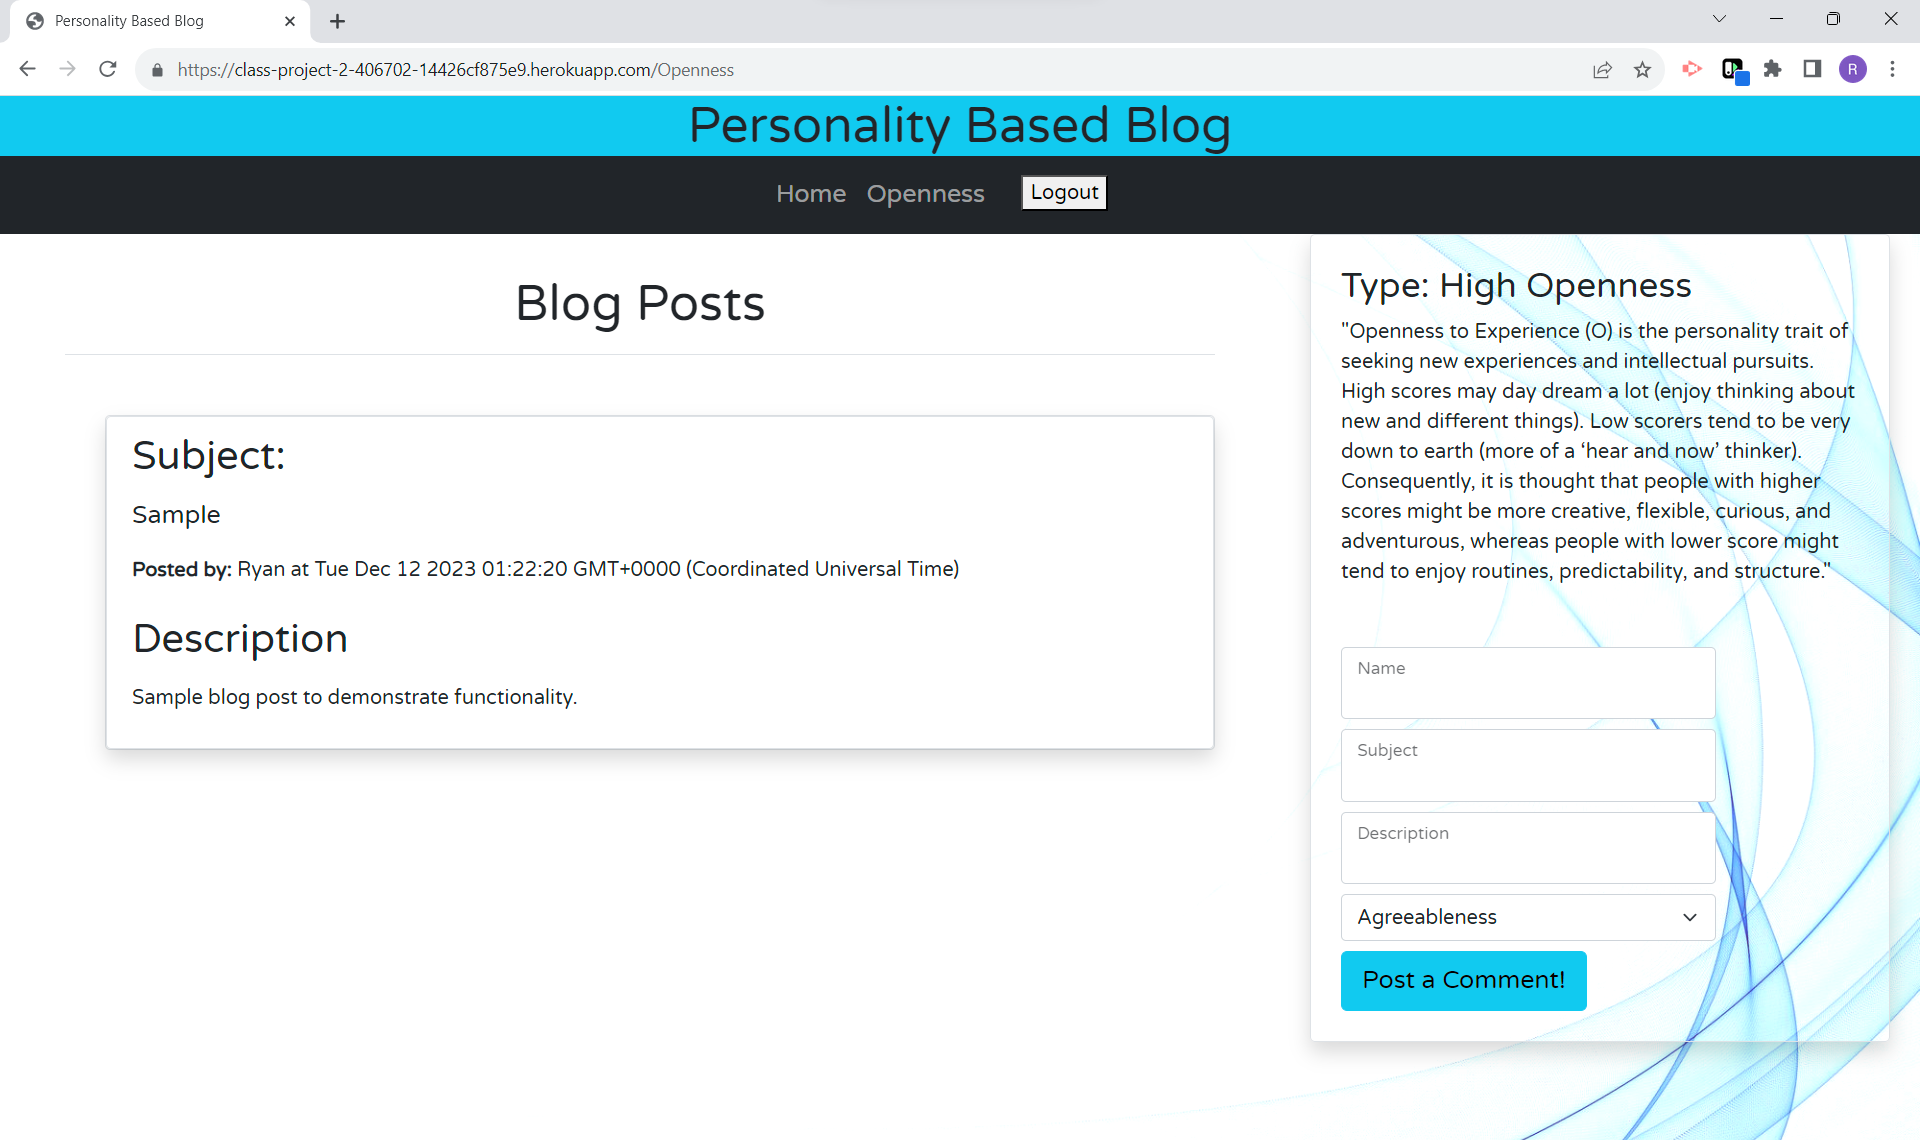 Personality Based Blog
https://class-project-2-406702-14426cf875e9.herokuapp.com/Openness
R
Personality Based Blog
Home Openness Logout
Blog Posts
Subject:
Sample
Posted by: Ryan at Tue Dec 12 2023 01:22:20 GMT+0000 (Coordinated Universal Time)
Description
Sample blog post to demonstrate functionality.
Type: High Openness
"Openness to Experience (O) is the personality trait of
seeking new experiences and intellectual pursuits.
High scores may day dream a lot (enjoy thinking about
new and different things). Low scorers tend to be very
down to earth (more of a ‘hear and now’ thinker).
Consequently, it is thought that people with higher
scores might be more creative, flexible, curious, and
adventurous, whereas people with lower score might
tend to enjoy routines, predictability, and structure."
Name
Subject
Description
Agreeableness
Post a Comment!